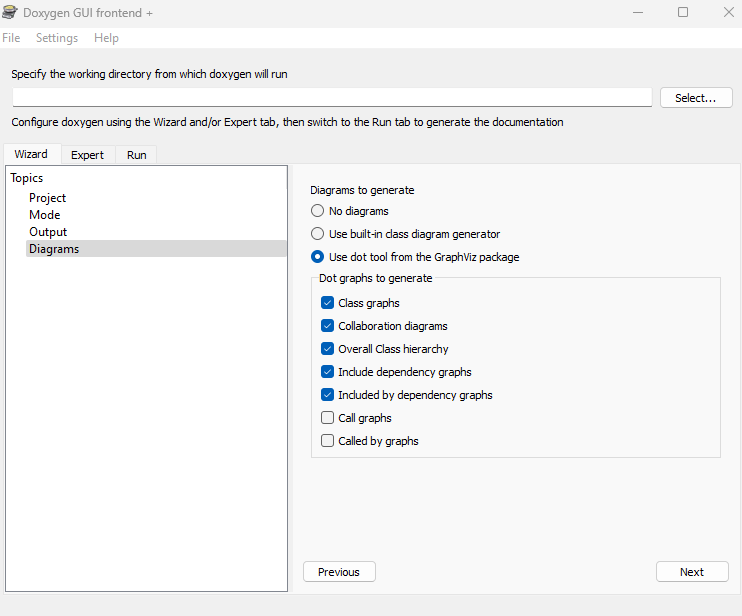 Doxygen GUI frontend +
File Settings Help
Specify the working directory from which doxygen will run
Select...
Configure doxygen using the Wizard and/or Expert tab, then switch to the Run tab to generate the documentation
Wizard Expert Run
Topics
Project
Mode
Output
Diagrams
Diagrams to generate
No diagrams
Use built-in class diagram generator
Use dot tool from the GraphViz package
Dot graphs to generate
Class graphs
Collaboration diagrams
Overall Class hierarchy
Include dependency graphs
Included by dependency graphs
Call graphs
Called by graphs
Previous Next